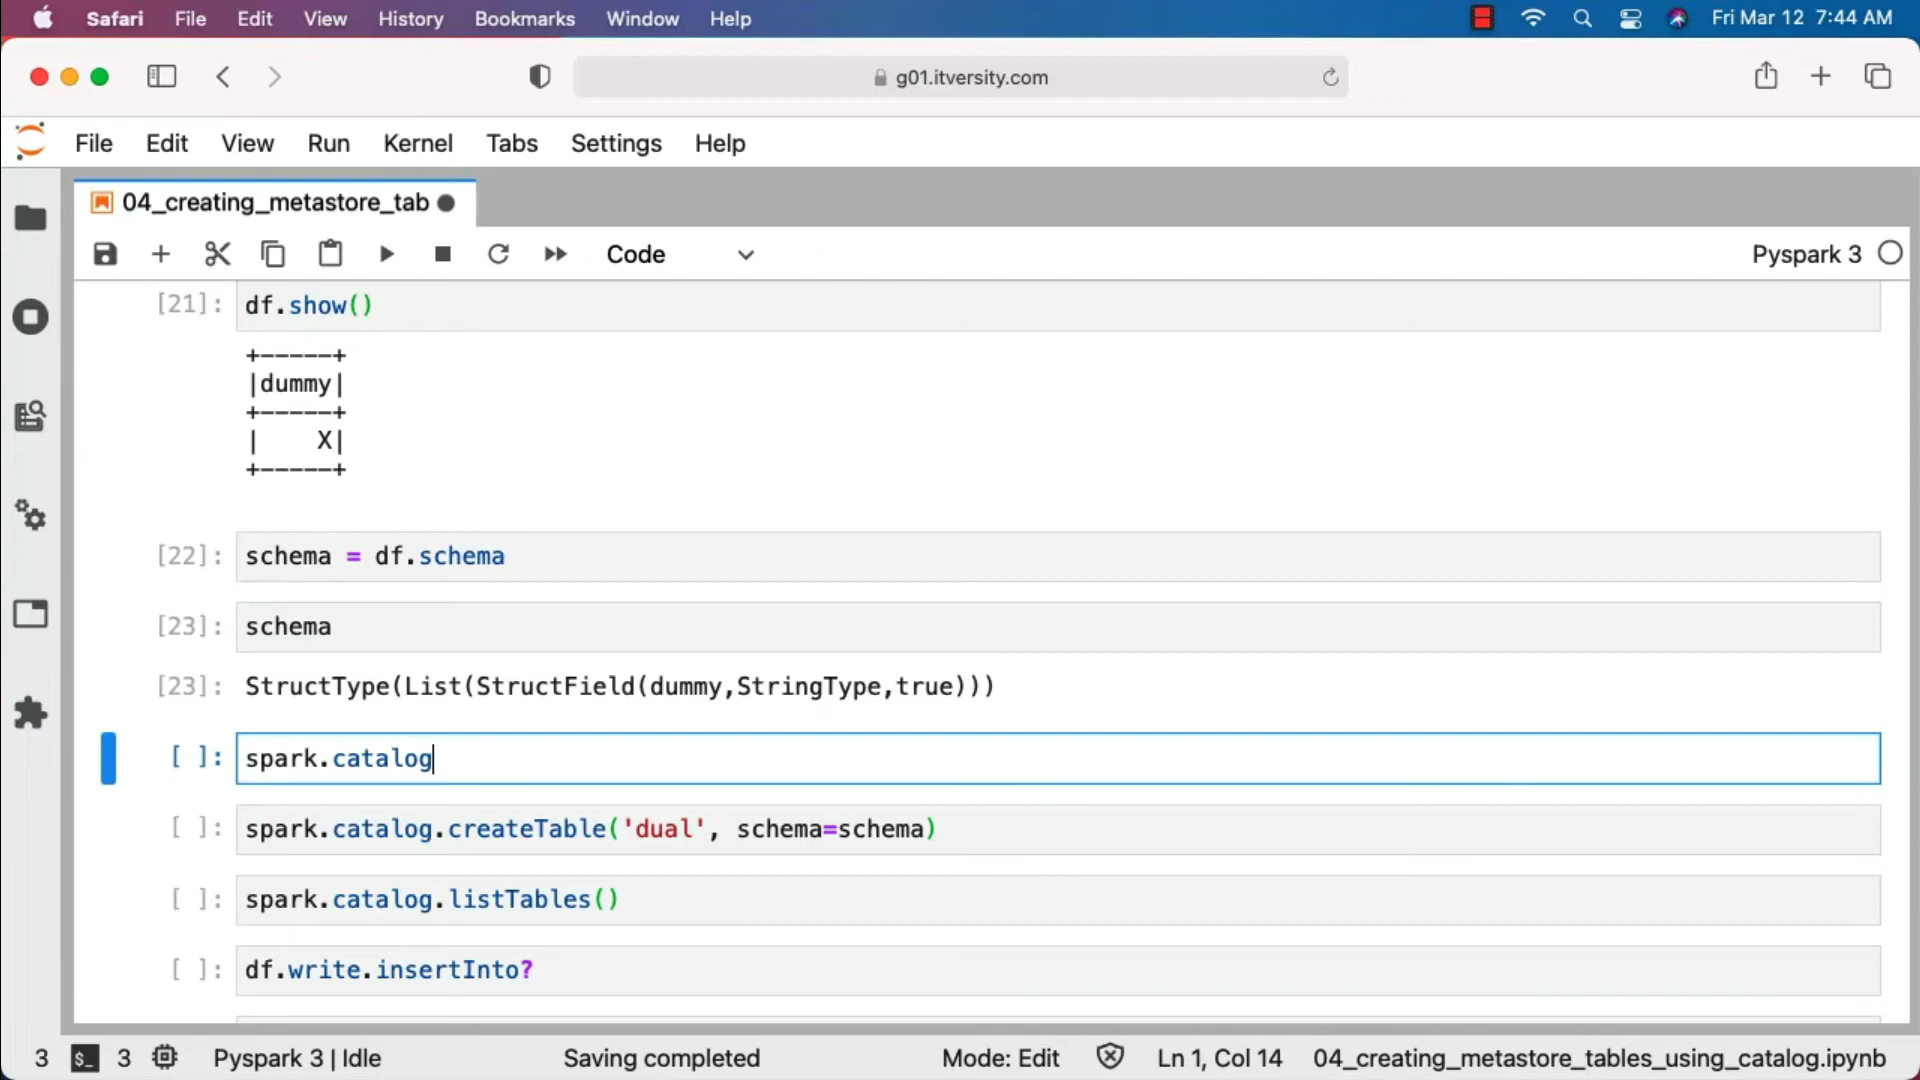 Safari File Edit View History Bookmarks Window Help Fri Mar 12 7:44 AM
g01.itversity.com
File Edit View Run Kernel Tabs Settings Help
04_creating_metastore_tab
Code Pyspark 3
[21]: df.show()
+-----+
|dummy|
+-----+
|    X|
+-----+
[22]: schema = df.schema
[23]: schema
[23]: StructType(List(StructField(dummy,StringType,true)))
[ ]: spark.catalog
[ ]: spark.catalog.createTable('dual', schema=schema)
[ ]: spark.catalog.listTables()
[ ]: df.write.insertInto?
3 $_ 3 Pyspark 3 | Idle Saving completed Mode: Edit Ln 1, Col 14 04_creating_metastore_tables_using_catalog.ipynb